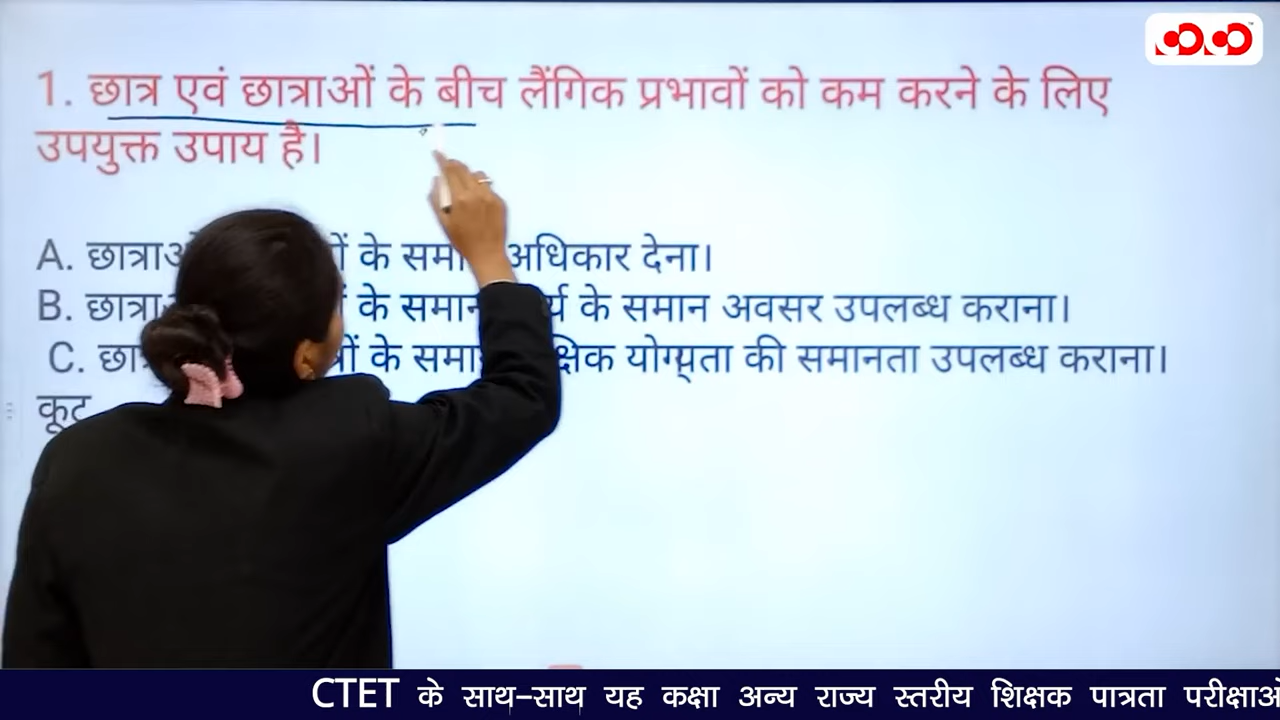 1. छात्र एवं छात्राओं के बीच लैंगिक प्रभावों को कम करने के लिए
उपयुक्त उपाय है।
A. के अधिकार देना।
B. के समान के समान अवसर उपलब्ध कराना।
C. के योग्यता की समानता उपलब्ध कराना।
कूट
CTET के साथ-साथ यह कक्षा अन्य राज्य स्तरीय शिक्षक पात्रता